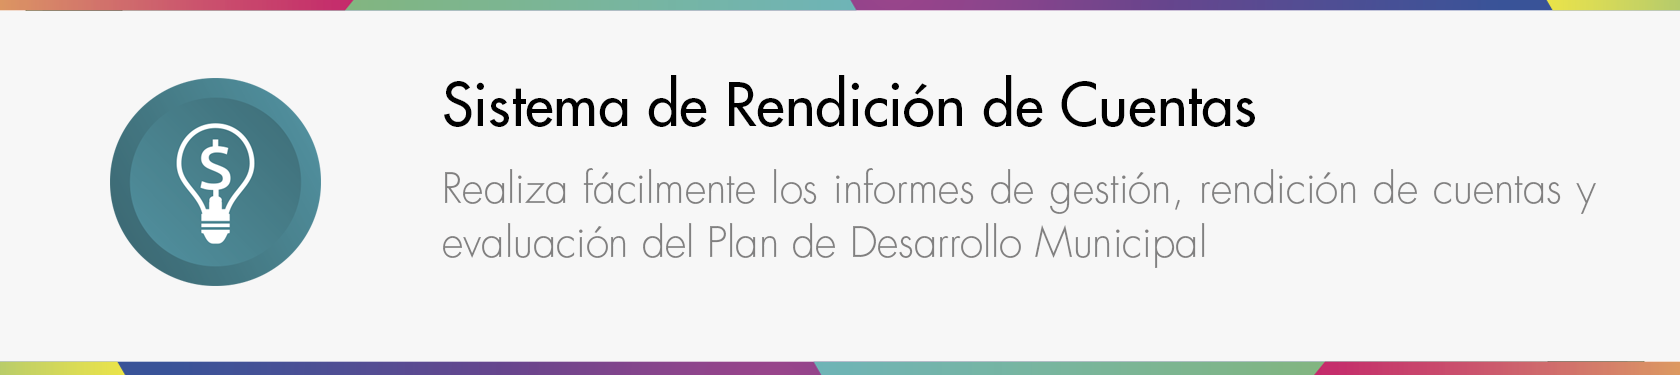 Sistema de Rendición de Cuentas
Realiza fácilmente los informes de gestión, rendición de cuentas y
evaluación del Plan de Desarrollo Municipal
$